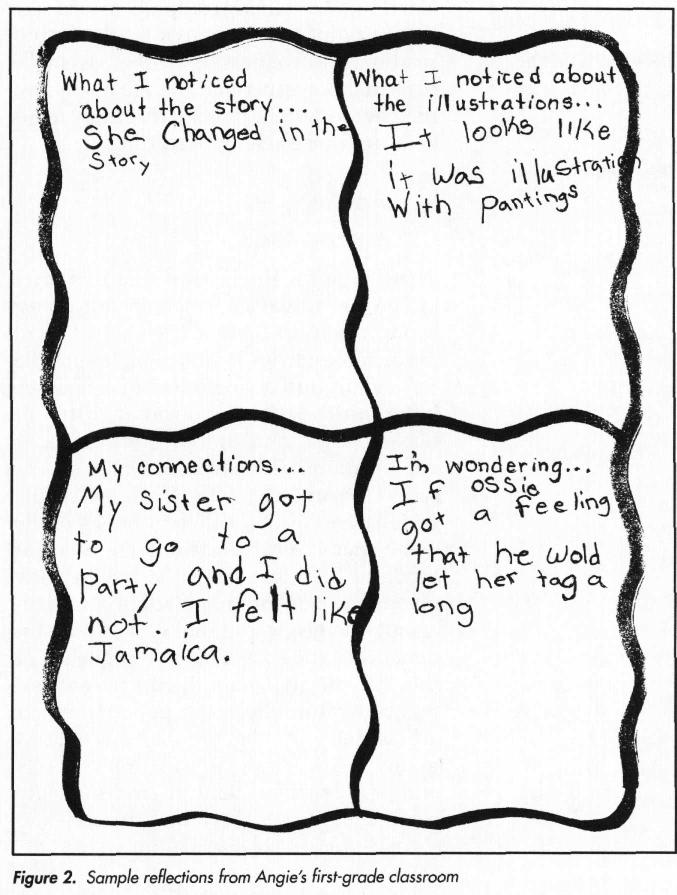 What I noticed
about the story...
She Changed in the
Story
What I noticed about
the illustrations...
It looks like
it was illustration
With pantings
My connections...
My Sister got
to go to a
party and I did
not. I felt like
Jamaica.
I'm wondering...
If ossie
got a feeling
that he wold
let her tag a
long
Figure 2. Sample reflections from Angie's first-grade classroom